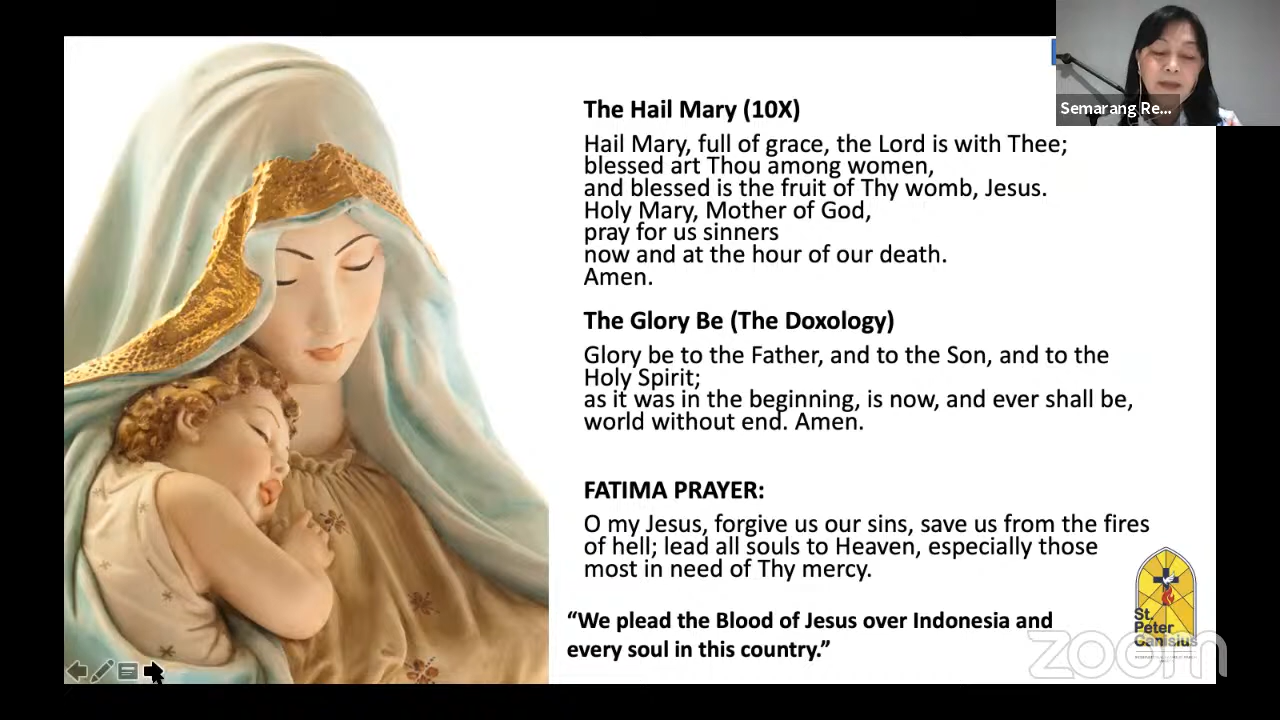 The Hail Mary (10X)
Hail Mary, full of grace, the Lord is with Thee;
blessed art Thou among women,
and blessed is the fruit of Thy womb, Jesus.
Holy Mary, Mother of God,
pray for us sinners
now and at the hour of our death.
Amen.
The Glory Be (The Doxology)
Glory be to the Father, and to the Son, and to the
Holy Spirit;
as it was in the beginning, is now, and ever shall be,
world without end. Amen.
FATIMA PRAYER:
O my Jesus, forgive us our sins, save us from the fires
of hell; lead all souls to Heaven, especially those
most in need of Thy mercy.
“We plead the Blood of Jesus over Indonesia and
every soul in this country.”
Semarang Re...
St.
Peter
Canisius
zoom